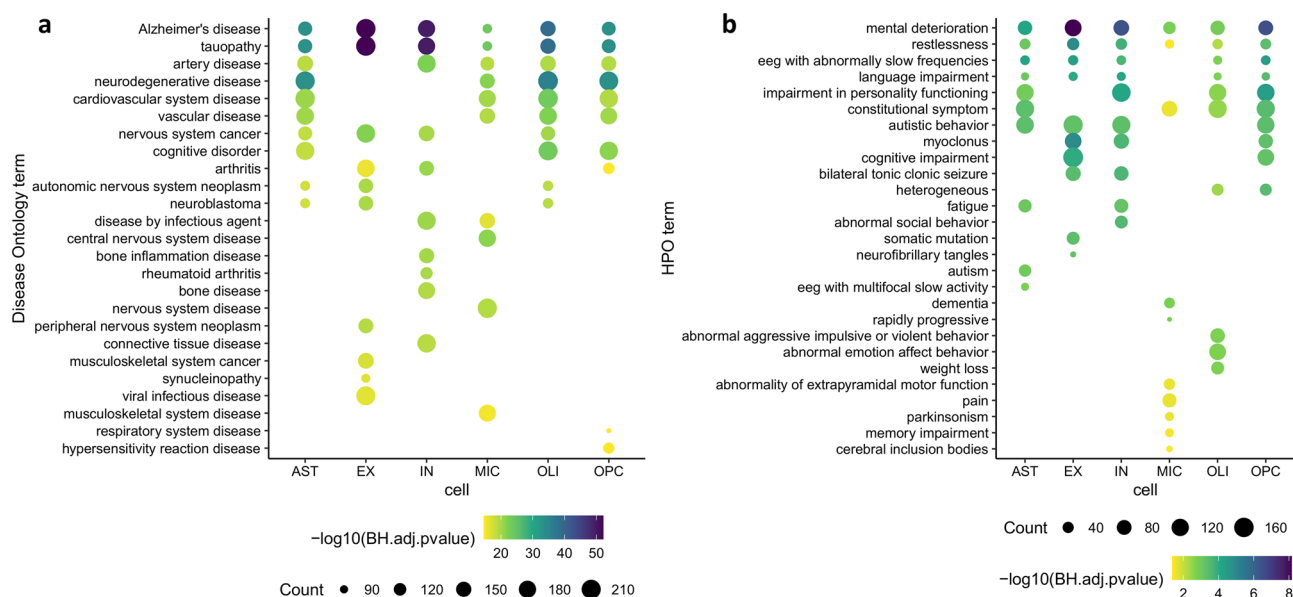 a
Disease Ontology term
Alzheimer's disease
tauopathy
artery disease
neurodegenerative disease
cardiovascular system disease
vascular disease
nervous system cancer
cognitive disorder
arthritis
autonomic nervous system neoplasm
neuroblastoma
disease by infectious agent
central nervous system disease
bone inflammation disease
rheumatoid arthritis
bone disease
nervous system disease
peripheral nervous system neoplasm
connective tissue disease
musculoskeletal system cancer
synucleinopathy
viral infectious disease
musculoskeletal system disease
respiratory system disease
hypersensitivity reaction disease
AST EX IN MIC OLI OPC
cell
−log10(BH.adj.pvalue)
20 30 40 50
Count 90 120 150 180 210
b
HPO term
mental deterioration
restlessness
eeg with abnormally slow frequencies
language impairment
impairment in personality functioning
constitutional symptom
autistic behavior
myoclonus
cognitive impairment
bilateral tonic clonic seizure
heterogeneous
fatigue
abnormal social behavior
somatic mutation
neurofibrillary tangles
autism
eeg with multifocal slow activity
dementia
rapidly progressive
abnormal aggressive impulsive or violent behavior
abnormal emotion affect behavior
weight loss
abnormality of extrapyramidal motor function
pain
parkinsonism
memory impairment
cerebral inclusion bodies
AST EX IN MIC OLI OPC
cell
Count 40 80 120 160
−log10(BH.adj.pvalue)
2 4 6 8